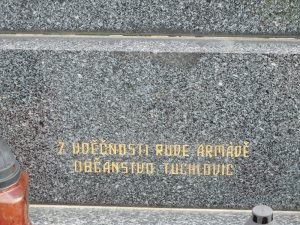 Z VDĚČNOSTI RUDÉ ARMÁDĚ
OBČANSTVO TUCHLOVIC